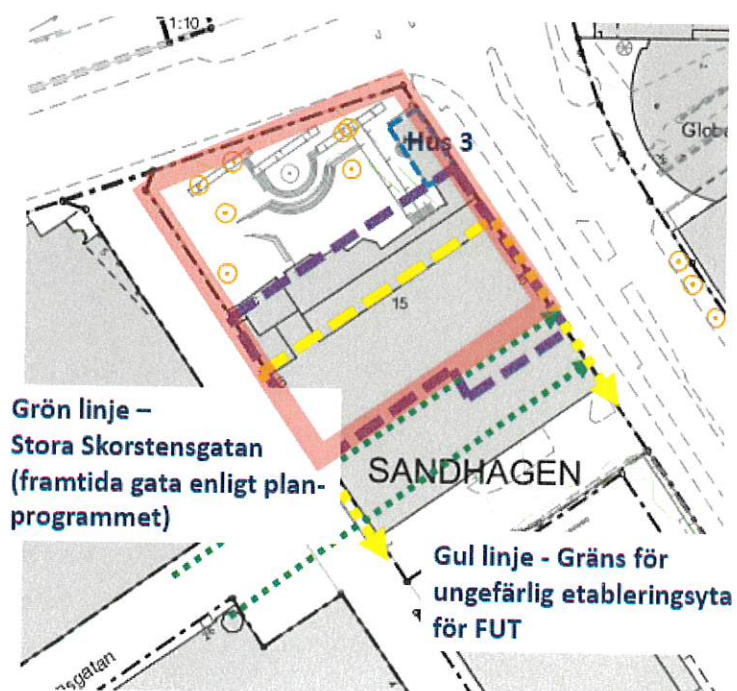 1:10
Hus 3
Globe
15
Grön linje –
Stora Skorstensgatan
(framtida gata enligt plan-
programmet)
SANDHAGEN
Gul linje - Gräns för
ungefärlig etableringsyta
för FUT
nsgatan